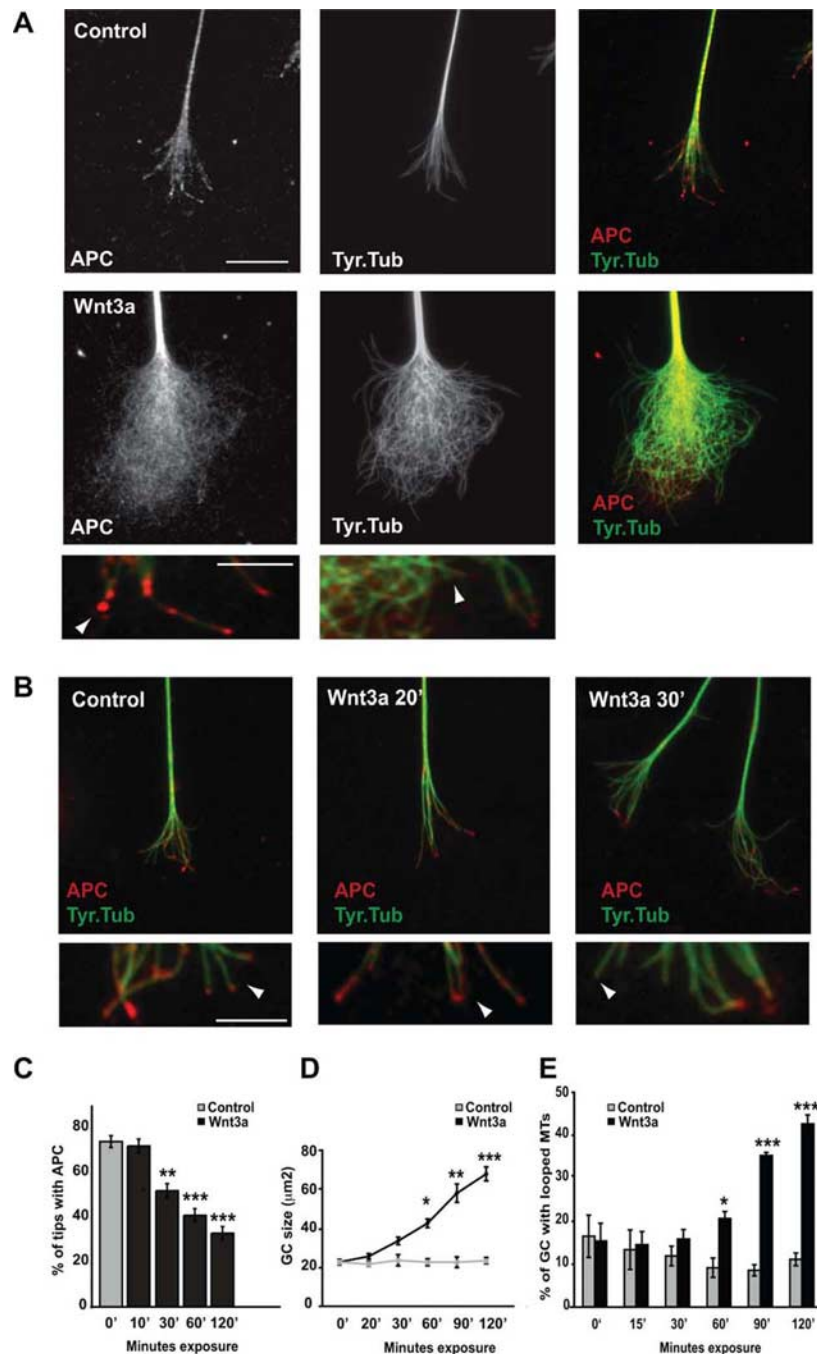 A
Control
APC
Tyr.Tub
APC
Tyr.Tub
Wnt3a
APC
Tyr.Tub
APC
Tyr.Tub
B
Control
APC
Tyr.Tub
Wnt3a 20'
APC
Tyr.Tub
Wnt3a 30'
APC
Tyr.Tub
C
Control
Wnt3a
% of tips with APC
80
60
40
20
0
**
***
***
0' 10' 30' 60' 120'
Minutes exposure
D
Control
Wnt3a
GC size (μm2)
80
60
40
20
0
*
**
***
0' 20' 30' 60' 90' 120'
Minutes exposure
E
Control
Wnt3a
% of GC with looped MTs
50
40
30
20
10
0
*
***
***
0' 15' 30' 60' 90' 120'
Minutes exposure